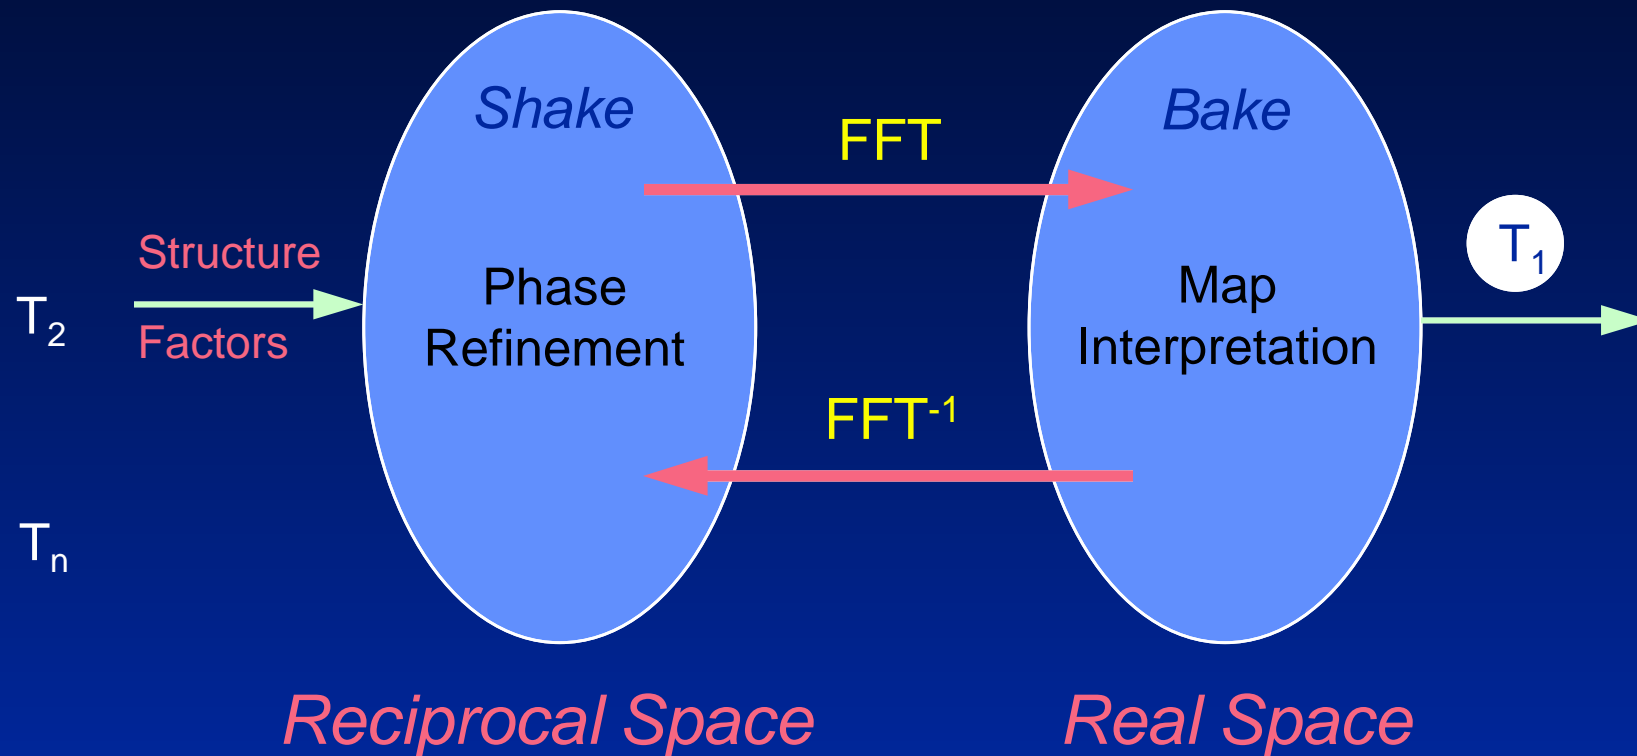 Shake
Bake
FFT
T1
Structure
Factors
T2
Phase
Refinement
Map
Interpretation
FFT-1
Tn
Reciprocal Space
Real Space